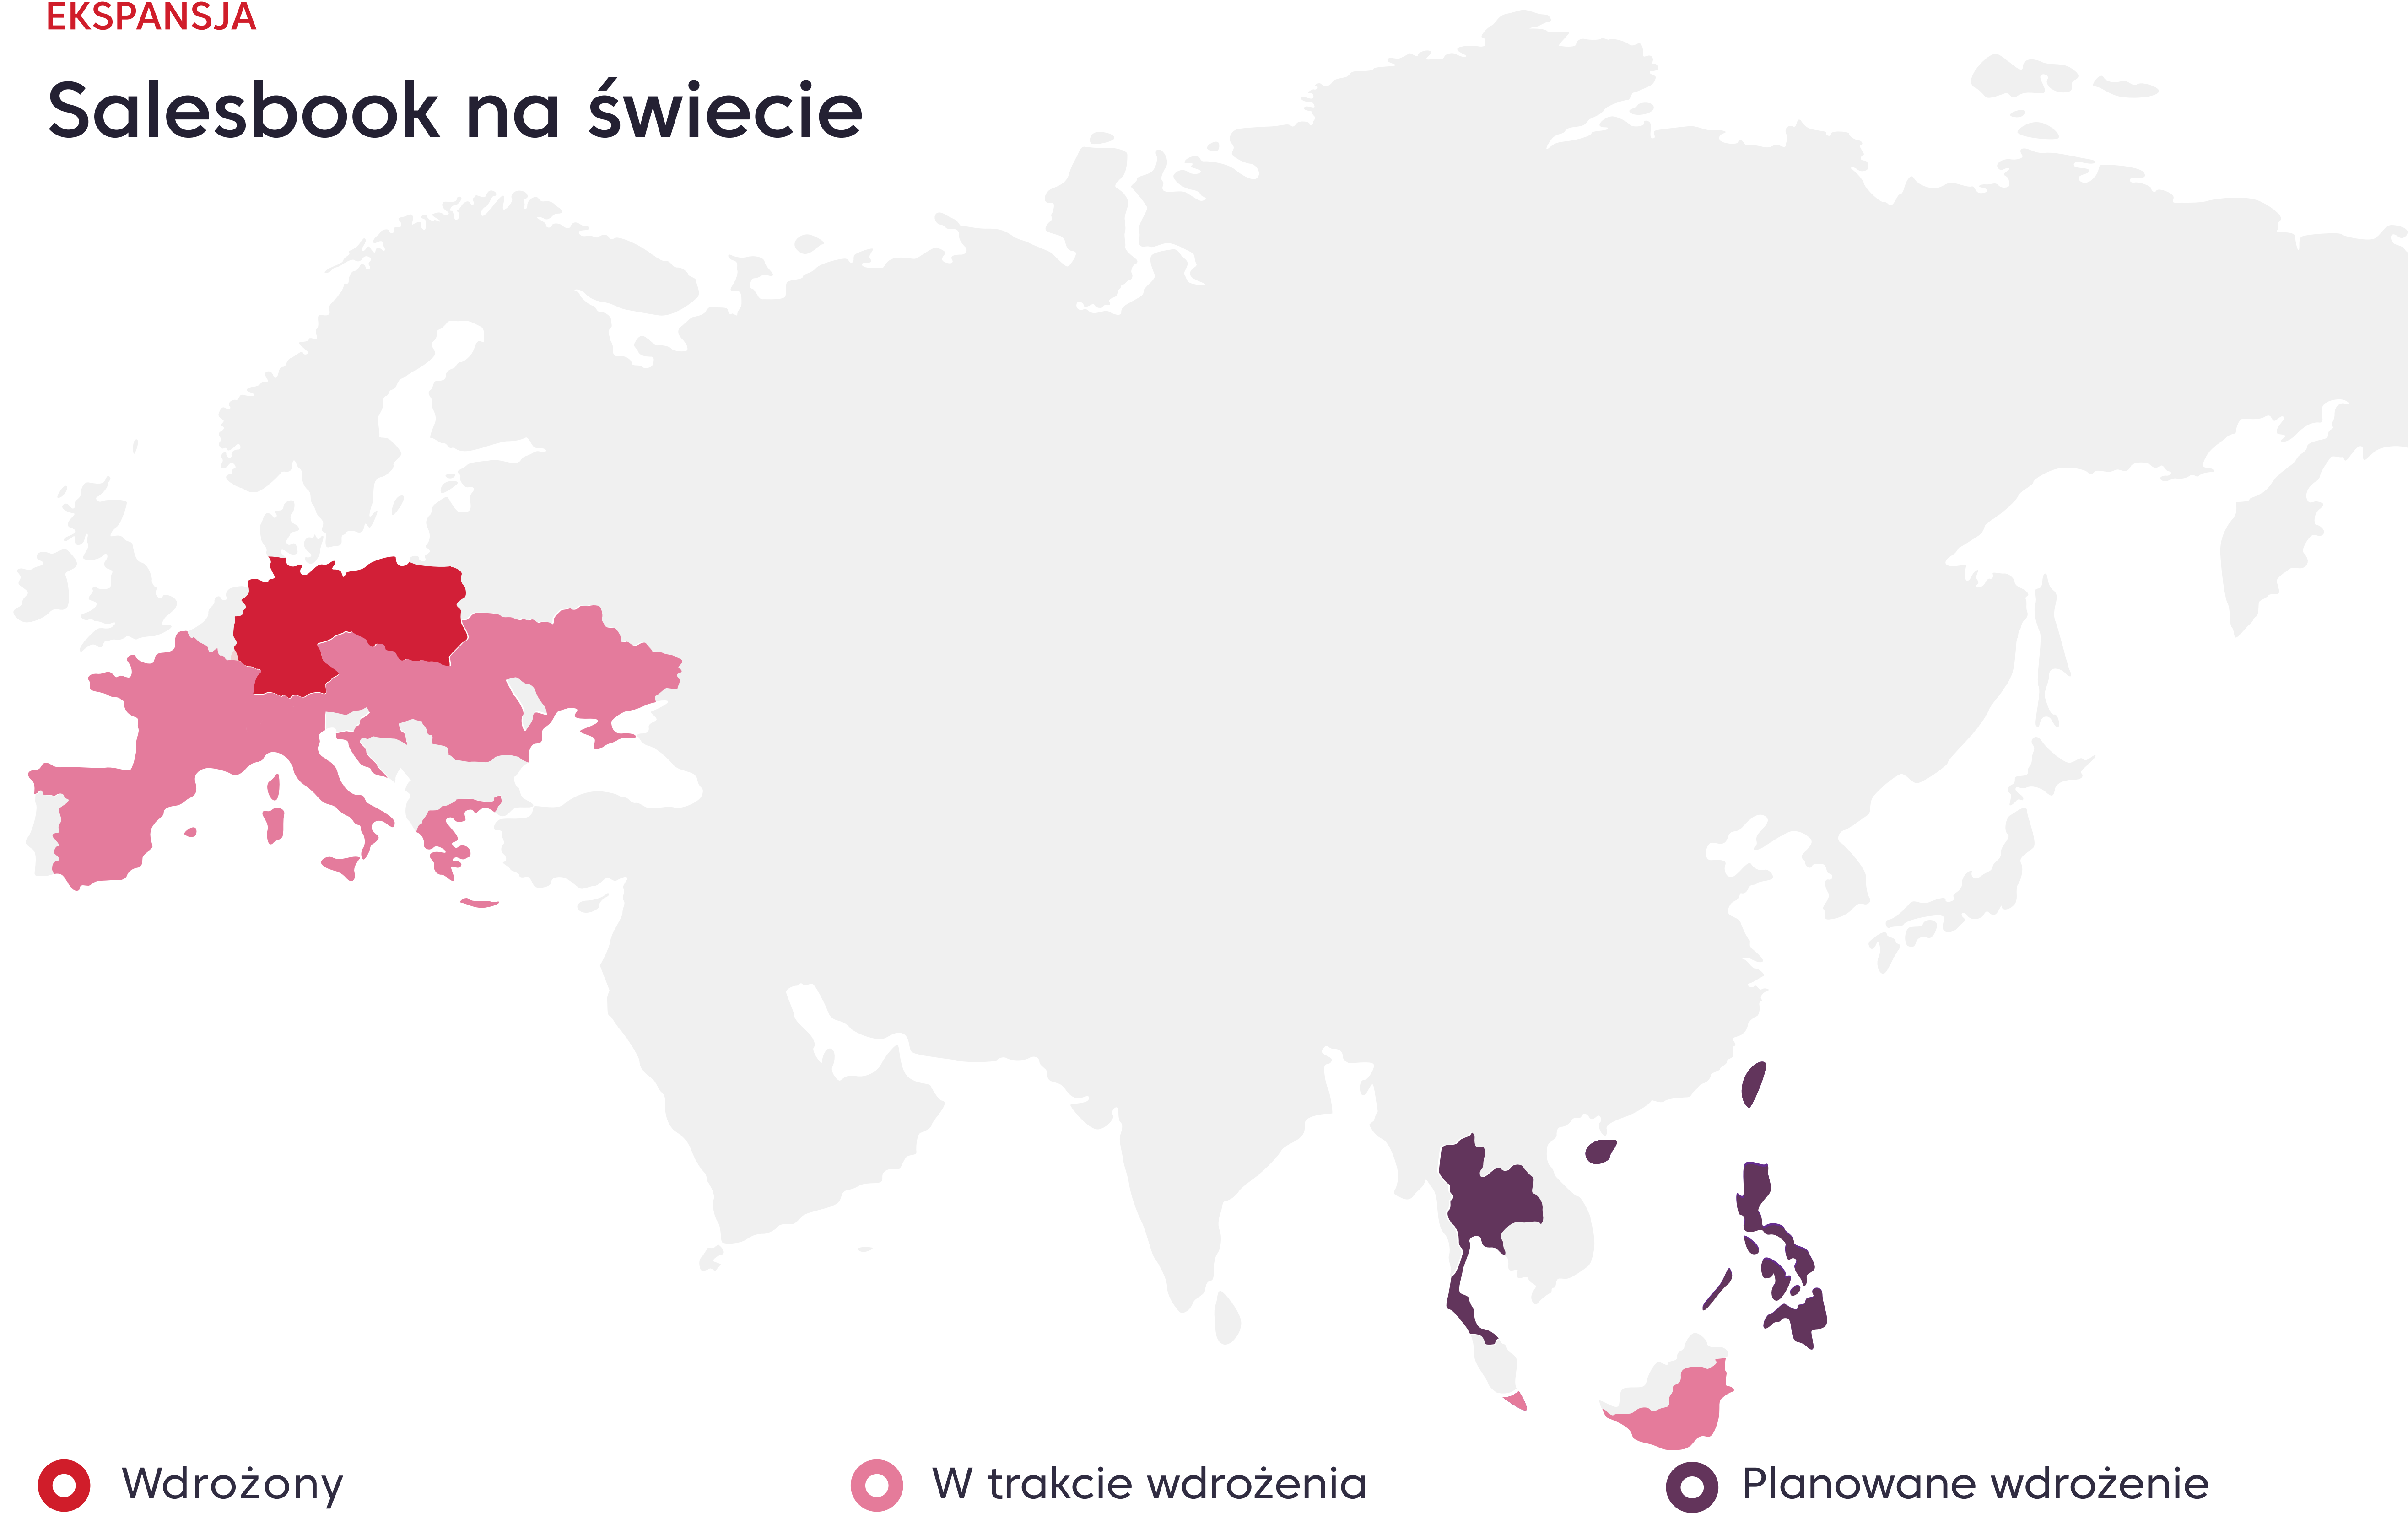 EKSPANSJA
Salesbook na świecie
Wdrożony
W trakcie wdrożenia
Planowane wdrożenie